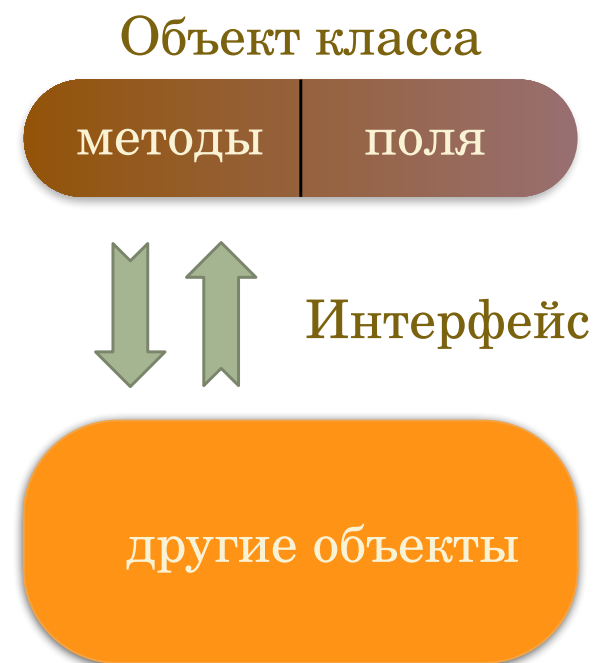 Объект класса
методы поля
Интерфейс
другие объекты